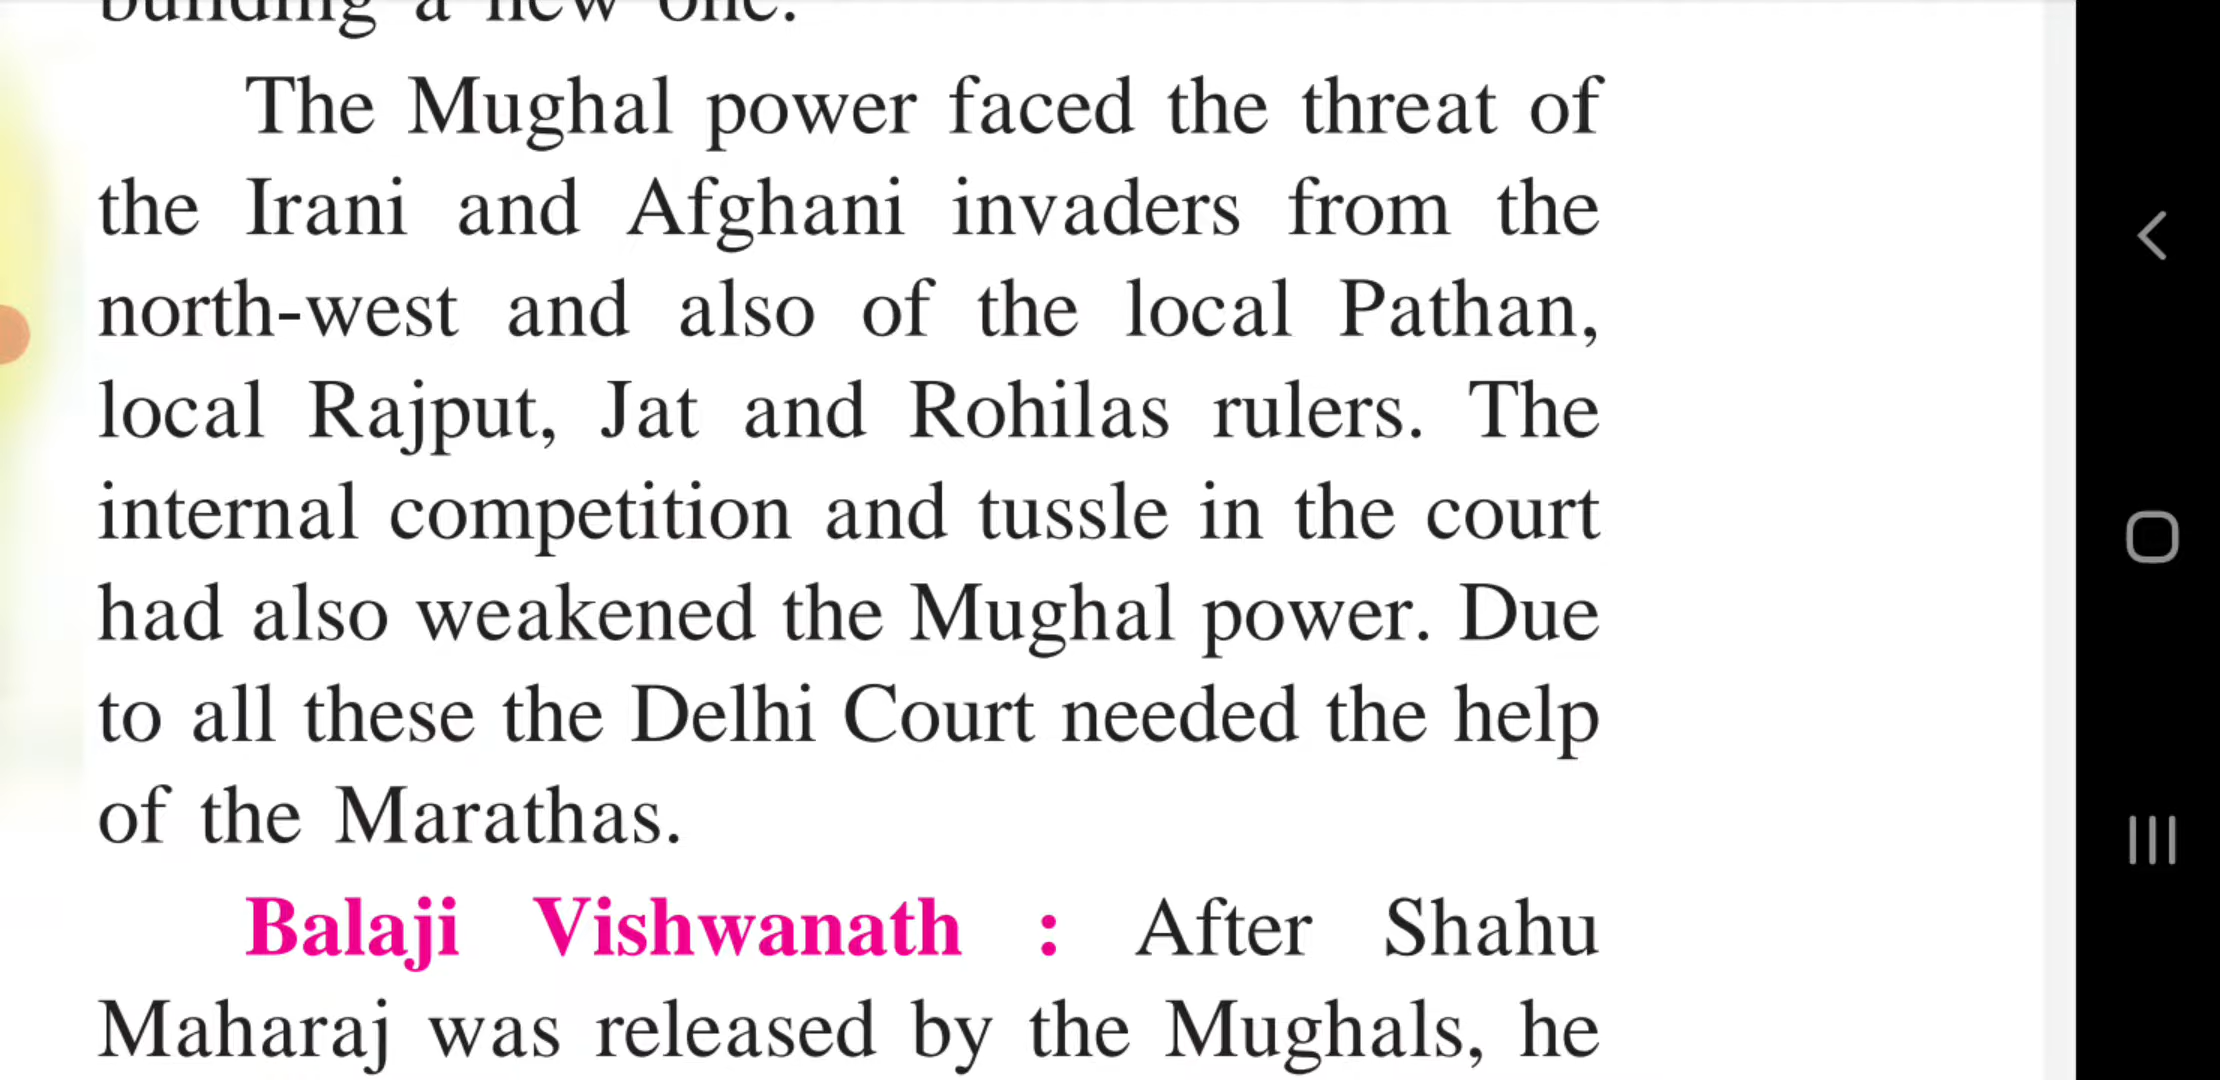 building a new one.
The Mughal power faced the threat of
the Irani and Afghani invaders from the
north-west and also of the local Pathan,
local Rajput, Jat and Rohilas rulers. The
internal competition and tussle in the court
had also weakened the Mughal power. Due
to all these the Delhi Court needed the help
of the Marathas.
Balaji Vishwanath : After Shahu
Maharaj was released by the Mughals, he